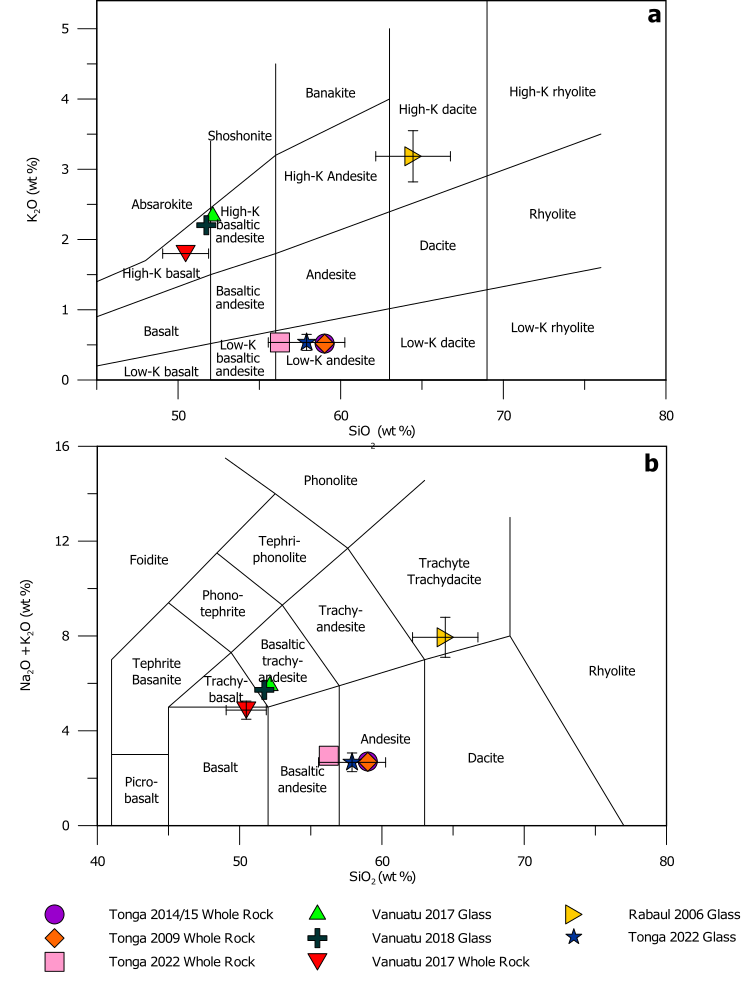 a
5
4
3
2
1
0
K2O (wt %)
Banakite
High-K rhyolite
High-K dacite
Shoshonite
High-K Andesite
Absarokite
High-K
basaltic
andesite
Rhyolite
Dacite
High-K basalt
Andesite
Basaltic
andesite
Basalt
Low-K rhyolite
Low-K
basaltic
andesite
Low-K dacite
Low-K andesite
Low-K basalt
50
60
70
80
SiO2 (wt %)
b
16
12
8
4
0
Na2O + K2O (wt %)
Phonolite
Foidite
Tephri-
phonolite
Trachyte
Trachydacite
Phono-
tephrite
Trachy-
andesite
Basaltic
trachy-
andesite
Tephrite
Basanite
Rhyolite
Trachy-
basalt
Andesite
Dacite
Basalt
Basaltic
andesite
Picro-
basalt
40
50
60
70
80
SiO2 (wt %)
Tonga 2014/15 Whole Rock
Vanuatu 2017 Glass
Rabaul 2006 Glass
Tonga 2009 Whole Rock
Vanuatu 2018 Glass
Tonga 2022 Glass
Tonga 2022 Whole Rock
Vanuatu 2017 Whole Rock